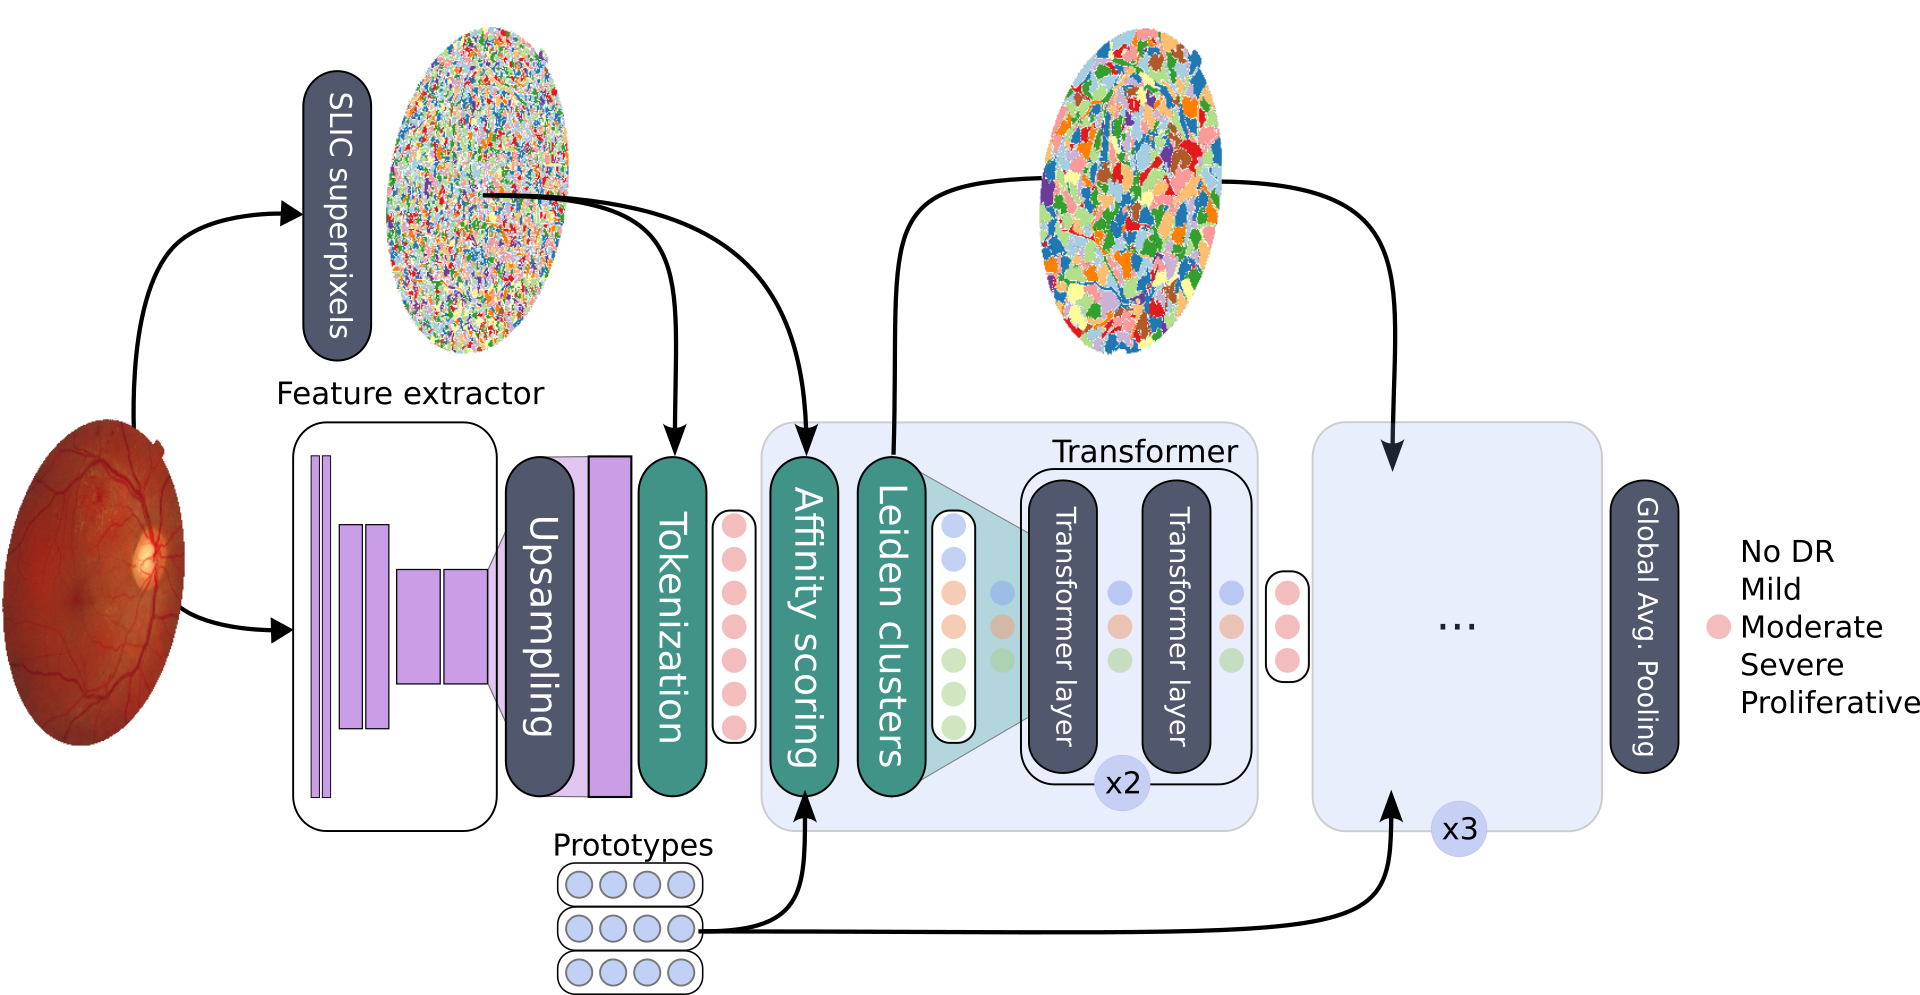 SLIC superpixels
Feature extractor
Upsampling
Tokenization
Affinity scoring
Leiden clusters
Transformer
Transformer layer
Transformer layer
x2
...
x3
Global Avg. Pooling
No DR
Mild
Moderate
Severe
Proliferative
Prototypes